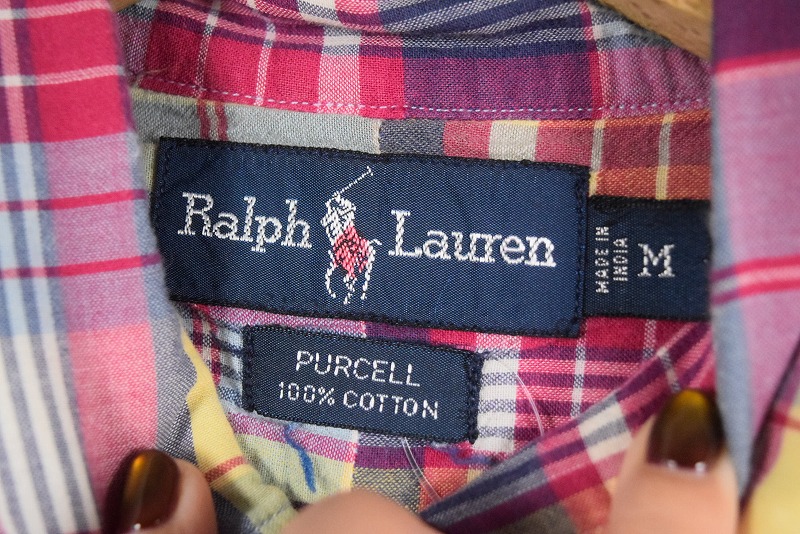 Ralph Lauren
MADE IN
INDIA
M
PURCELL
100% COTTON